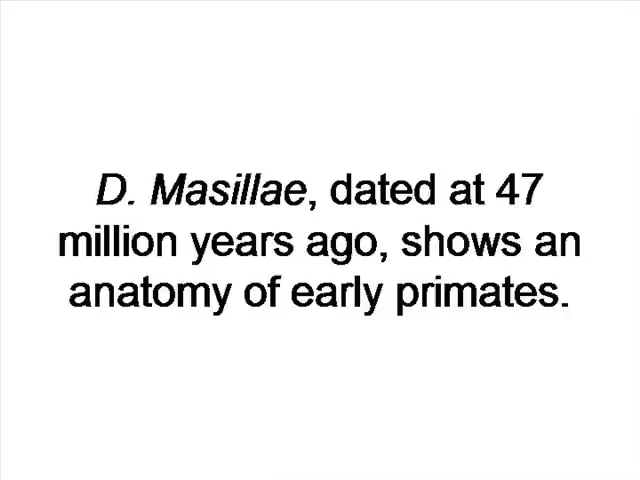 D. Masillae, dated at 47
million years ago, shows an
anatomy of early primates.